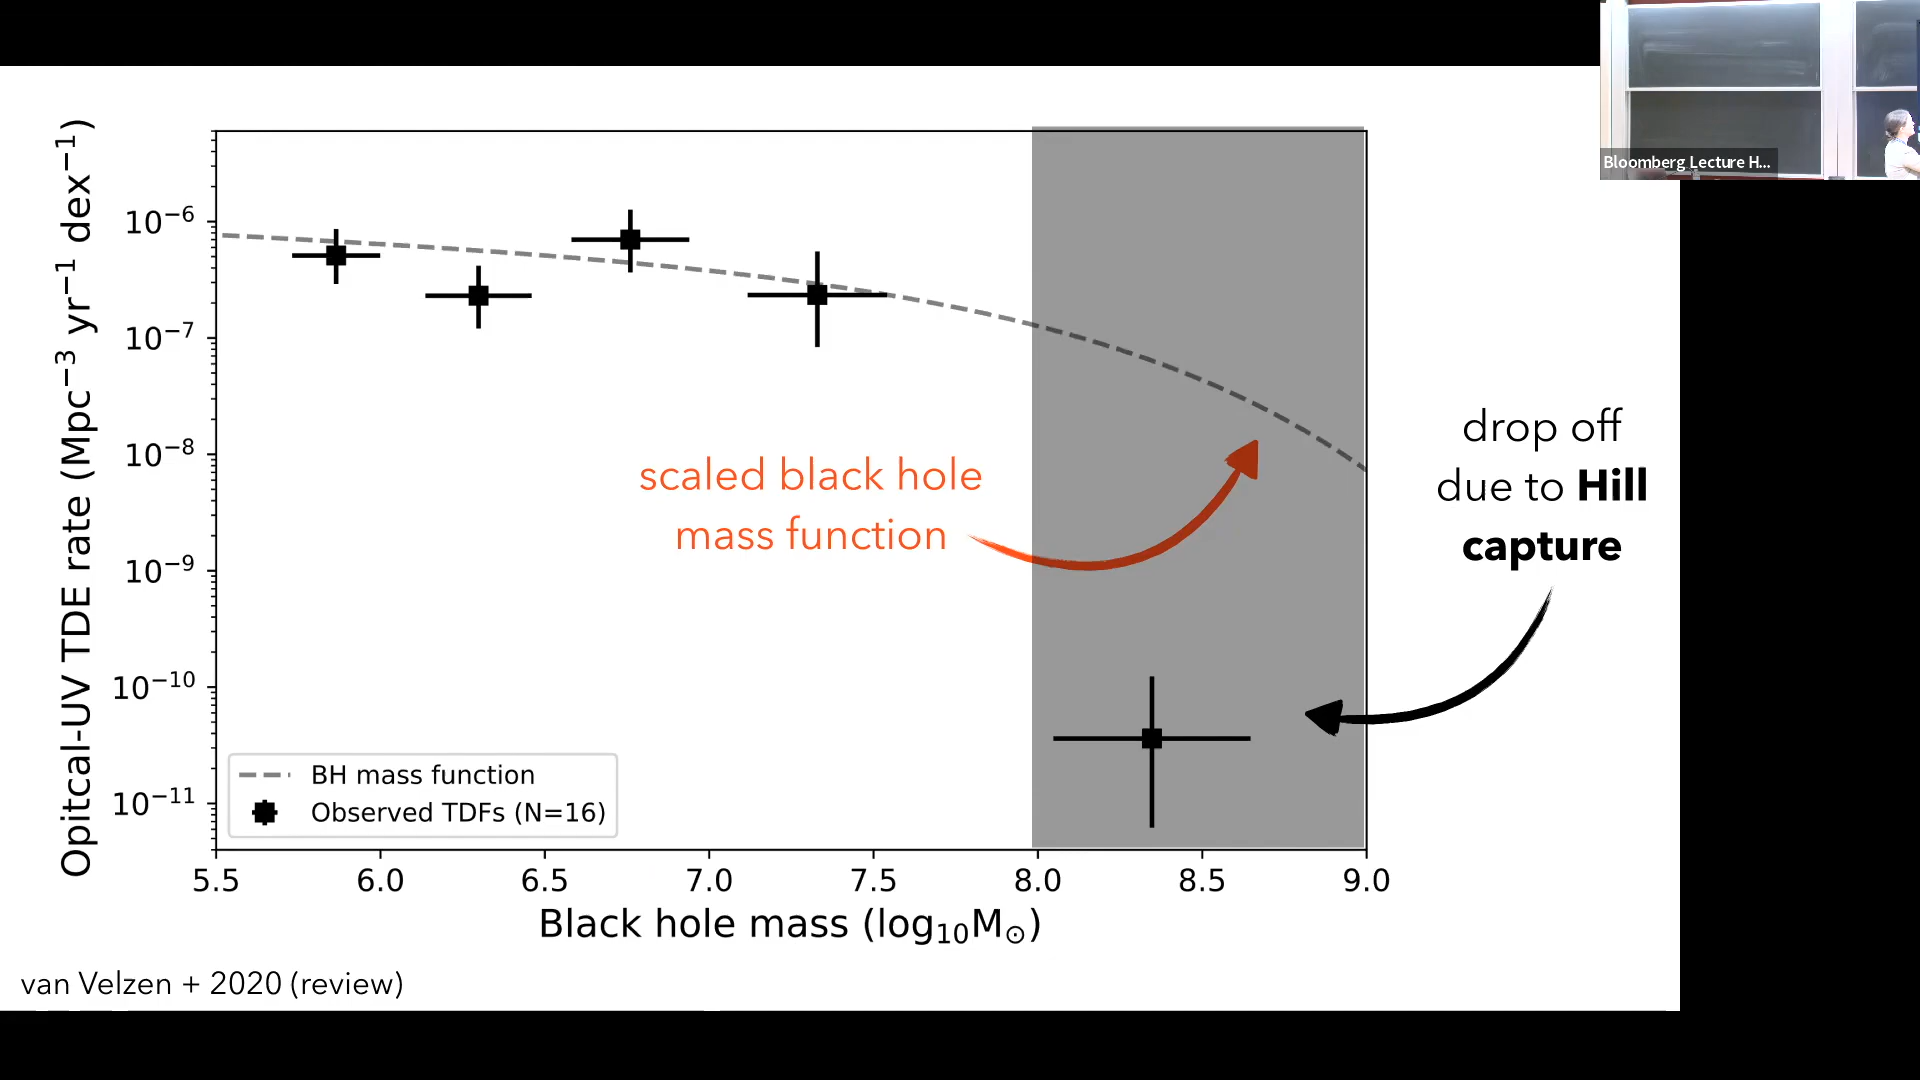 Bloomberg Lecture H...
Opitcal-UV TDE rate (Mpc⁻³ yr⁻¹ dex⁻¹)
10⁻⁶
10⁻⁷
10⁻⁸
10⁻⁹
10⁻¹⁰
10⁻¹¹
scaled black hole
mass function
drop off
due to Hill
capture
BH mass function
Observed TDFs (N=16)
5.5 6.0 6.5 7.0 7.5 8.0 8.5 9.0
Black hole mass (log₁₀M☉)
van Velzen + 2020 (review)